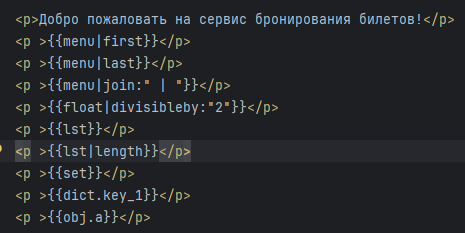 <p>Добро пожаловать на сервис бронирования билетов!</p>
<p >{{menu|first}}</p>
<p >{{menu|last}}</p>
<p >{{menu|join:" | "}}</p>
<p >{{float|divisibleby:"2"}}</p>
<p >{{lst}}</p>
<p >{{lst|length}}</p>
<p >{{set}}</p>
<p >{{dict.key_1}}</p>
<p >{{obj.a}}</p>